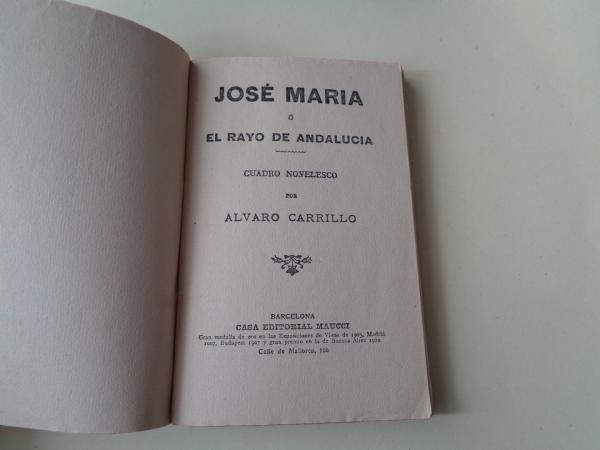 JOSÉ MARIA
Ó
EL RAYO DE ANDALUCIA
CUADRO NOVELESCO
POR
ALVARO CARRILLO
BARCELONA
CASA EDITORIAL MAUCCI
Gran medalla de oro en las Exposiciones de Viena de 1903, Madrid
1907, Budapest 1907 y gran premio en la de Buenos Aires 1910
Calle de Mallorca, 166